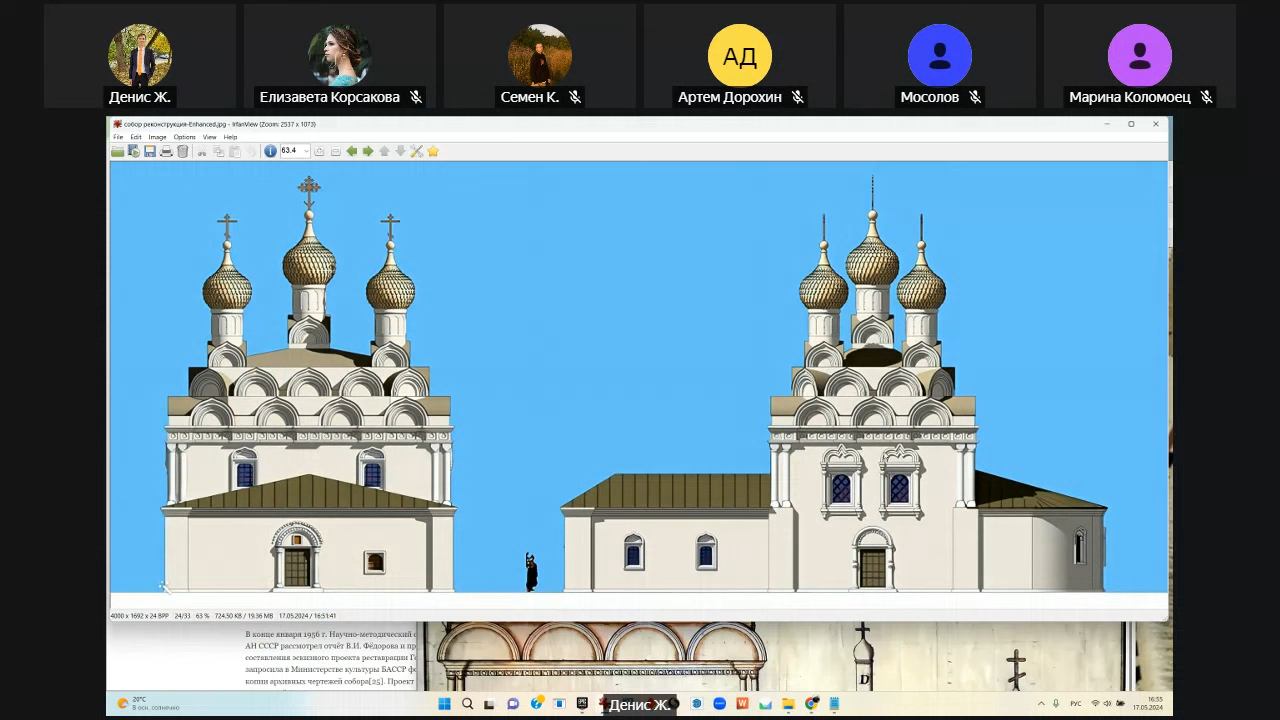 АД
Денис Ж.
Елизавета Корсакова
Семен К.
Артем Дорохин
Мосолов
Марина Коломоец
собор реконструкция-Enhanced.jpg - IrfanView (Zoom: 2537 x 1073)
File Edit Image Options View Help
63.4
4000 x 1692 x 24 BPP 24/33 63 % 724.50 KB / 19.36 MB 17.05.2024 / 16:51:41
В конце января 1956 г. Научно-методический
АН СССР рассмотрел отчёт В.И. Фёдорова и пр
составления эскизного проекта реставрации Г
запросила в Министерстве культуры БАССР ф
копии архивных чертежей собора[25]. Проект
D
20°C
В осн. солнечно
Денис Ж.
РУС
16:55
17.05.2024